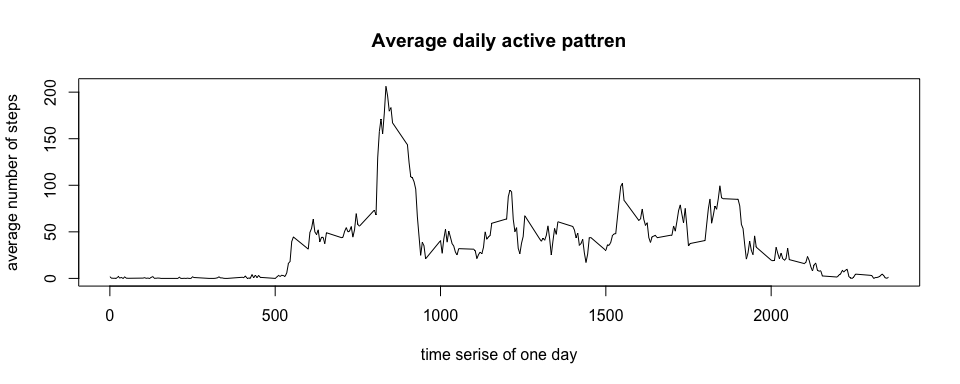 Average daily active pattren
average number of steps
200
150
100
50
0
0 500 1000 1500 2000
time serise of one day